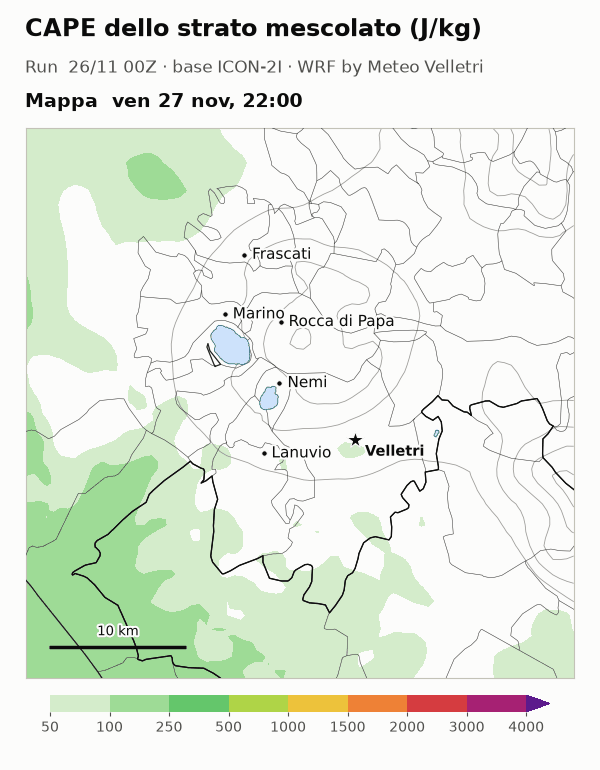 CAPE dello strato mescolato (J/kg)
Run  26/11 00Z · base ICON-2I · WRF by Meteo Velletri
Mappa  ven 27 nov, 22:00
Frascati
Marino
Rocca di Papa
Nemi
Velletri
Lanuvio
10 km
50 100 250 500 1000 1500 2000 3000 4000